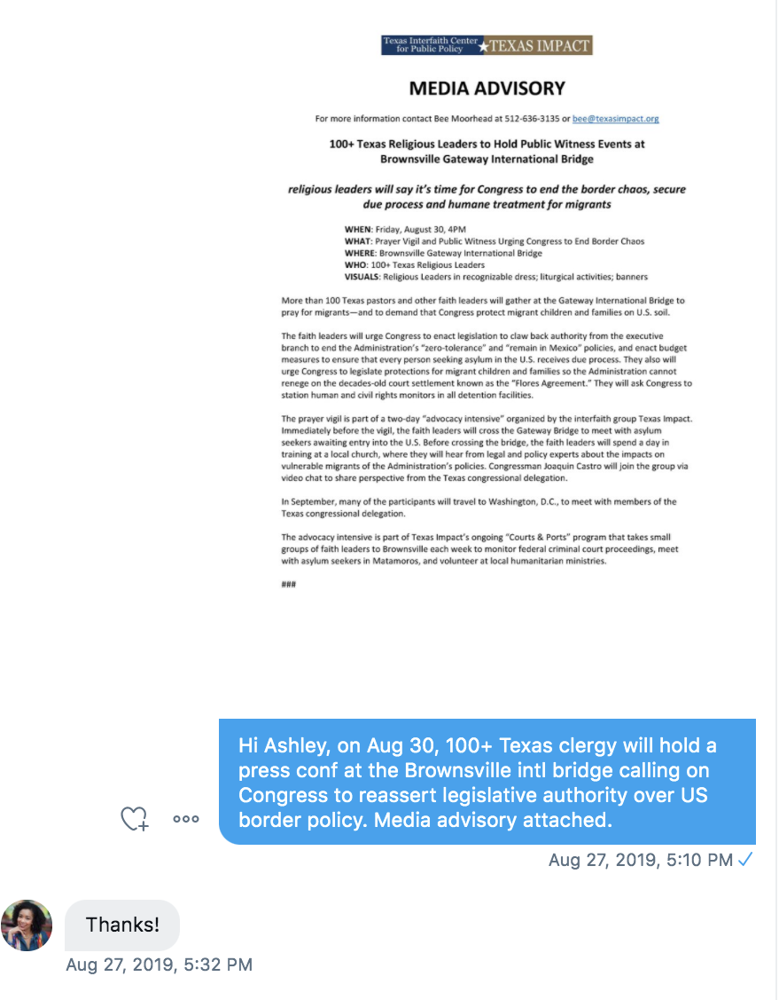 Texas Interfaith Center
for Public Policy
TEXAS IMPACT
MEDIA ADVISORY
For more information contact Bee Moorhead at 512-636-3135 or bee@texasimpact.org
100+ Texas Religious Leaders to Hold Public Witness Events at
Brownsville Gateway International Bridge
religious leaders will say it's time for Congress to end the border chaos, secure
due process and humane treatment for migrants
WHEN: Friday, August 30, 4PM
WHAT: Prayer Vigil and Public Witness Urging Congress to End Border Chaos
WHERE: Brownsville Gateway International Bridge
WHO: 100+ Texas Religious Leaders
VISUALS: Religious Leaders in recognizable dress; liturgical activities; banners
More than 100 Texas pastors and other faith leaders will gather at the Gateway International Bridge to
pray for migrants—and to demand that Congress protect migrant children and families on U.S. soil.
The faith leaders will urge Congress to enact legislation to claw back authority from the executive
branch to end the Administration's "zero-tolerance" and "remain in Mexico" policies, and enact budget
measures to ensure that every person seeking asylum in the U.S. receives due process. They also will
urge Congress to legislate protections for migrant children and families so the Administration cannot
renege on the decades-old court settlement known as the "Flores Agreement." They will ask Congress to
station human and civil rights monitors in all detention facilities.
The prayer vigil is part of a two-day "advocacy intensive" organized by the interfaith group Texas Impact.
Immediately before the vigil, the faith leaders will cross the Gateway Bridge to meet with asylum
seekers awaiting entry into the U.S. Before crossing the bridge, the faith leaders will spend a day in
training at a local church, where they will hear from legal and policy experts about the impacts on
vulnerable migrants of the Administration's policies. Congressman Joaquin Castro will join the group via
video chat to share perspective from the Texas congressional delegation.
In September, many of the participants will travel to Washington, D.C., to meet with members of the
Texas congressional delegation.
The advocacy intensive is part of Texas Impact's ongoing "Courts & Ports" program that takes small
groups of faith leaders to Brownsville each week to monitor federal criminal court proceedings, meet
with asylum seekers in Matamoros, and volunteer at local humanitarian ministries.
###
Hi Ashley, on Aug 30, 100+ Texas clergy will hold a
press conf at the Brownsville intl bridge calling on
Congress to reassert legislative authority over US
border policy. Media advisory attached.
Aug 27, 2019, 5:10 PM
Thanks!
Aug 27, 2019, 5:32 PM